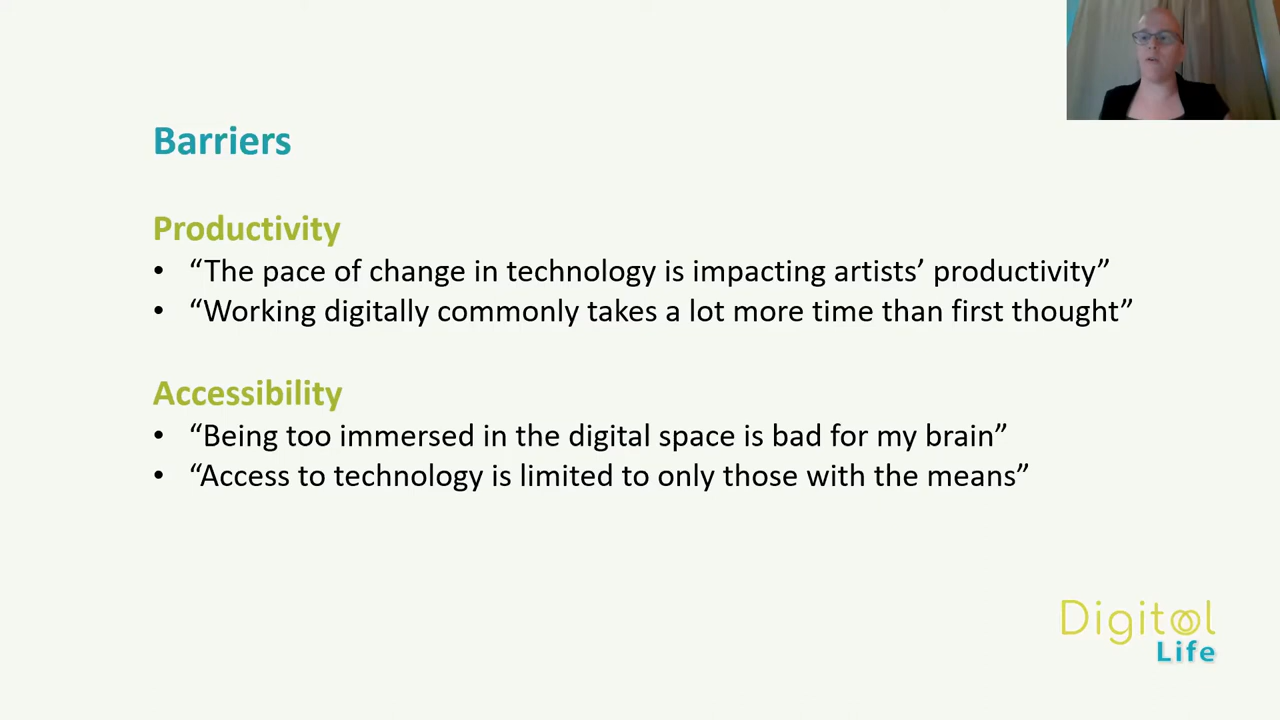 Barriers
Productivity
• “The pace of change in technology is impacting artists’ productivity”
• “Working digitally commonly takes a lot more time than first thought”
Accessibility
• “Being too immersed in the digital space is bad for my brain”
• “Access to technology is limited to only those with the means”
Digitool
Life